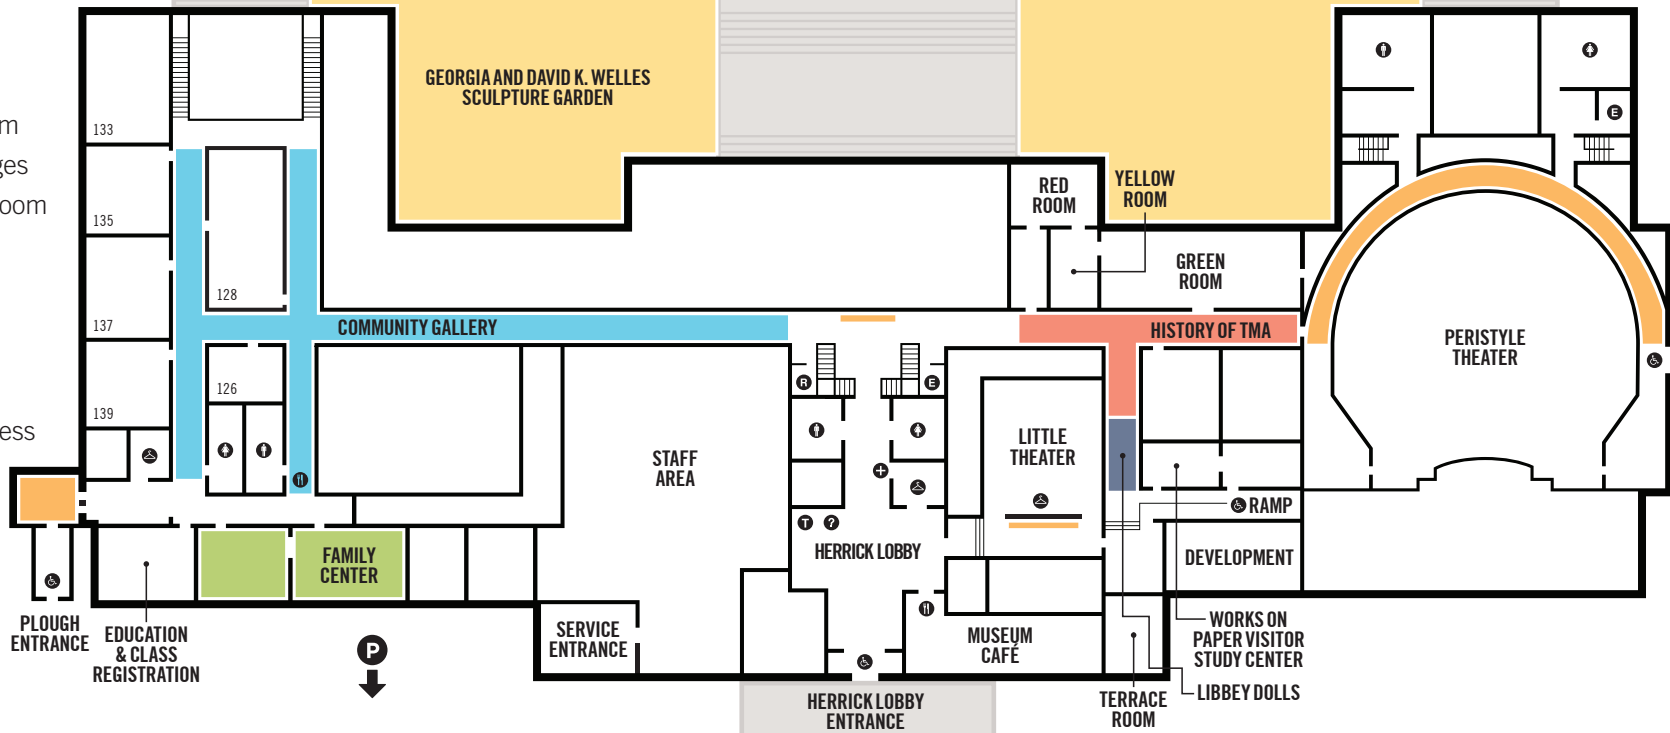 m
ges
oom
ess
GEORGIA AND DAVID K. WELLES
SCULPTURE GARDEN
133
135
137
139
128
126
COMMUNITY GALLERY
RED
ROOM
YELLOW
ROOM
GREEN
ROOM
HISTORY OF TMA
PERISTYLE
THEATER
E
R
E
STAFF
AREA
LITTLE
THEATER
T ?
HERRICK LOBBY
RAMP
DEVELOPMENT
FAMILY
CENTER
PLOUGH
ENTRANCE
EDUCATION
& CLASS
REGISTRATION
P
SERVICE
ENTRANCE
MUSEUM
CAFÉ
WORKS ON
PAPER VISITOR
STUDY CENTER
LIBBEY DOLLS
TERRACE
ROOM
HERRICK LOBBY
ENTRANCE